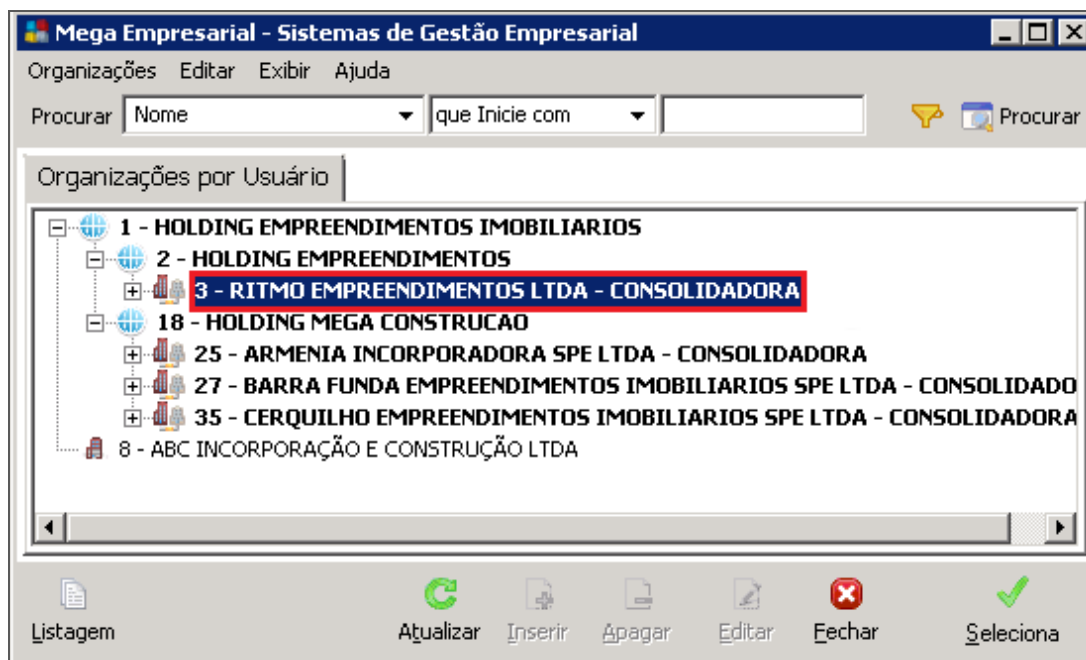 Mega Empresarial - Sistemas de Gestão Empresarial
Organizações Editar Exibir Ajuda
Procurar Nome que Inicie com Procurar
Organizações por Usuário
1 - HOLDING EMPREENDIMENTOS IMOBILIARIOS
2 - HOLDING EMPREENDIMENTOS
3 - RITMO EMPREENDIMENTOS LTDA - CONSOLIDADORA
18 - HOLDING MEGA CONSTRUCAO
25 - ARMENIA INCORPORADORA SPE LTDA - CONSOLIDADORA
27 - BARRA FUNDA EMPREENDIMENTOS IMOBILIARIOS SPE LTDA - CONSOLIDADO
35 - CERQUILHO EMPREENDIMENTOS IMOBILIARIOS SPE LTDA - CONSOLIDADORA
8 - ABC INCORPORAÇÃO E CONSTRUÇÃO LTDA
Listagem Atualizar Inserir Apagar Editar Fechar Seleciona